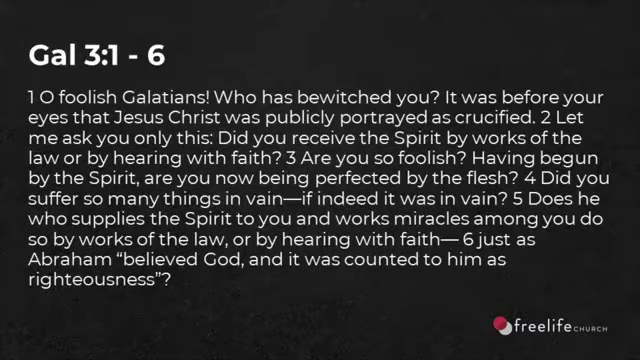 Gal 3:1 - 6
1 O foolish Galatians! Who has bewitched you? It was before your
eyes that Jesus Christ was publicly portrayed as crucified. 2 Let
me ask you only this: Did you receive the Spirit by works of the
law or by hearing with faith? 3 Are you so foolish? Having begun
by the Spirit, are you now being perfected by the flesh? 4 Did you
suffer so many things in vain—if indeed it was in vain? 5 Does he
who supplies the Spirit to you and works miracles among you do
so by works of the law, or by hearing with faith— 6 just as
Abraham “believed God, and it was counted to him as
righteousness”?
freelife CHURCH